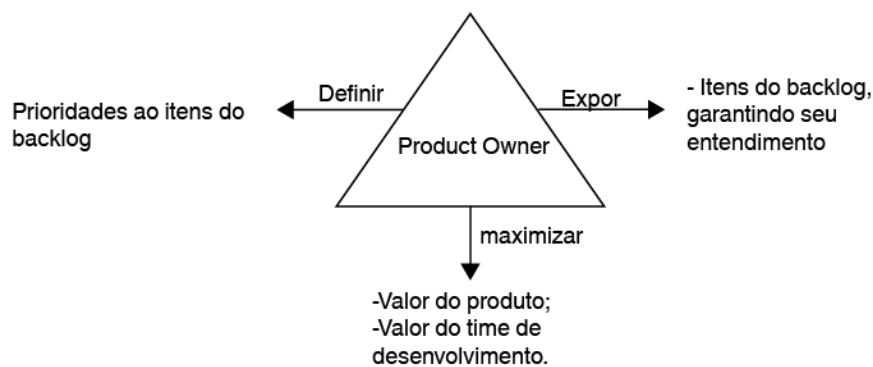 Definir
Prioridades ao itens do
backlog
Product Owner
Expor
- Itens do backlog,
garantindo seu
entendimento
maximizar
-Valor do produto;
-Valor do time de
desenvolvimento.